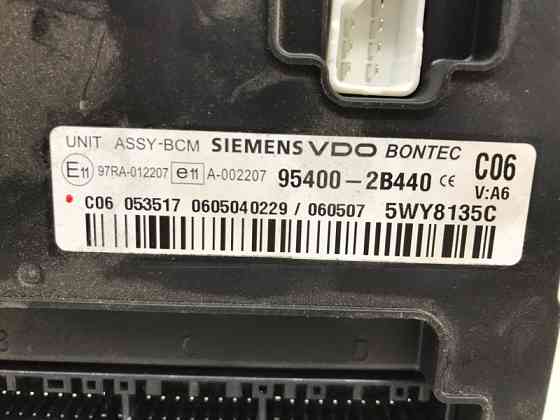 UNIT ASSY-BCM SIEMENS VDO BONTEC C06
E11 97RA-012207 e11 A-002207 95400-2B440 CE V:A6
C06 053517 0605040229 / 060507 5WY8135C
C D